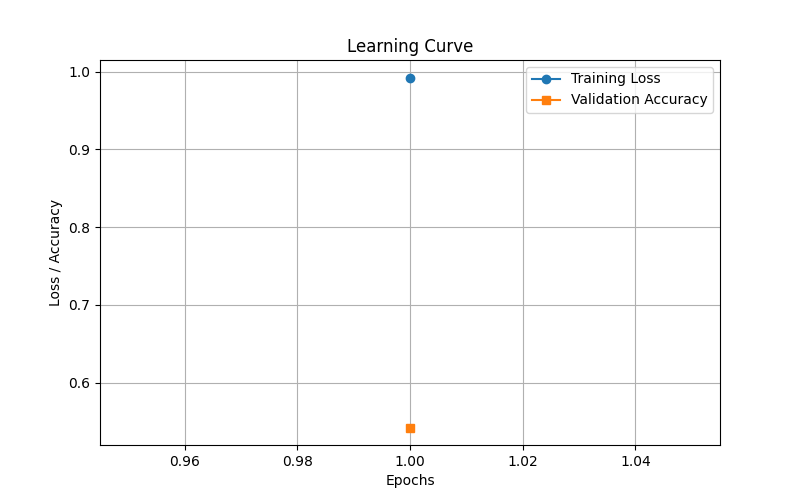 Learning Curve
Training Loss
Validation Accuracy
Loss / Accuracy
1.0
0.9
0.8
0.7
0.6
0.96 0.98 1.00 1.02 1.04
Epochs